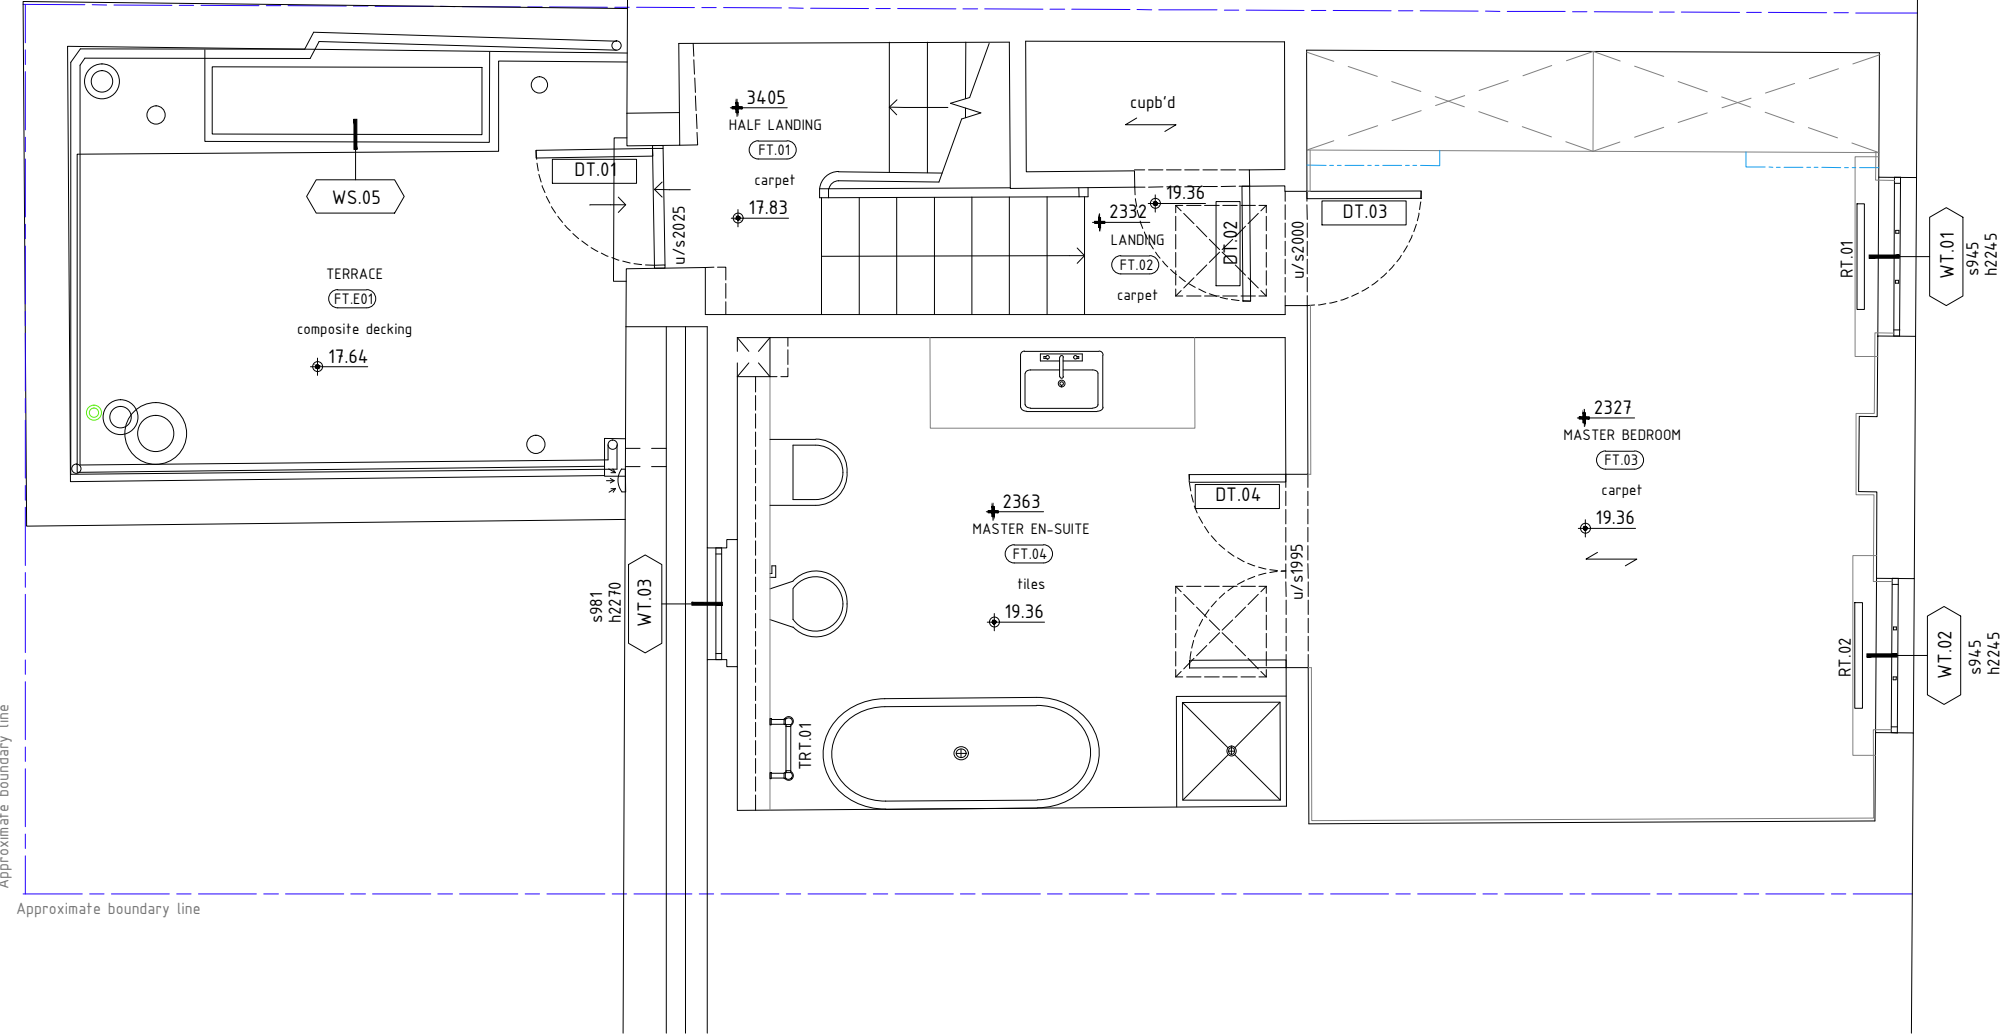 3405
HALF LANDING
FT.01
carpet
17.83
cupb'd
DT.01
WS.05
u/s2025
19.36
2332
LANDING
FT.02
carpet
DT.02
u/s2000
DT.03
RT.01
WT.01
s945
h2245
TERRACE
FT.E01
composite decking
17.64
2327
MASTER BEDROOM
FT.03
carpet
19.36
2363
MASTER EN-SUITE
FT.04
tiles
19.36
DT.04
u/s1995
s981
h2270
WT.03
RT.02
WT.02
s945
h2245
TRT.01
Approximate boundary line
Approximate boundary line